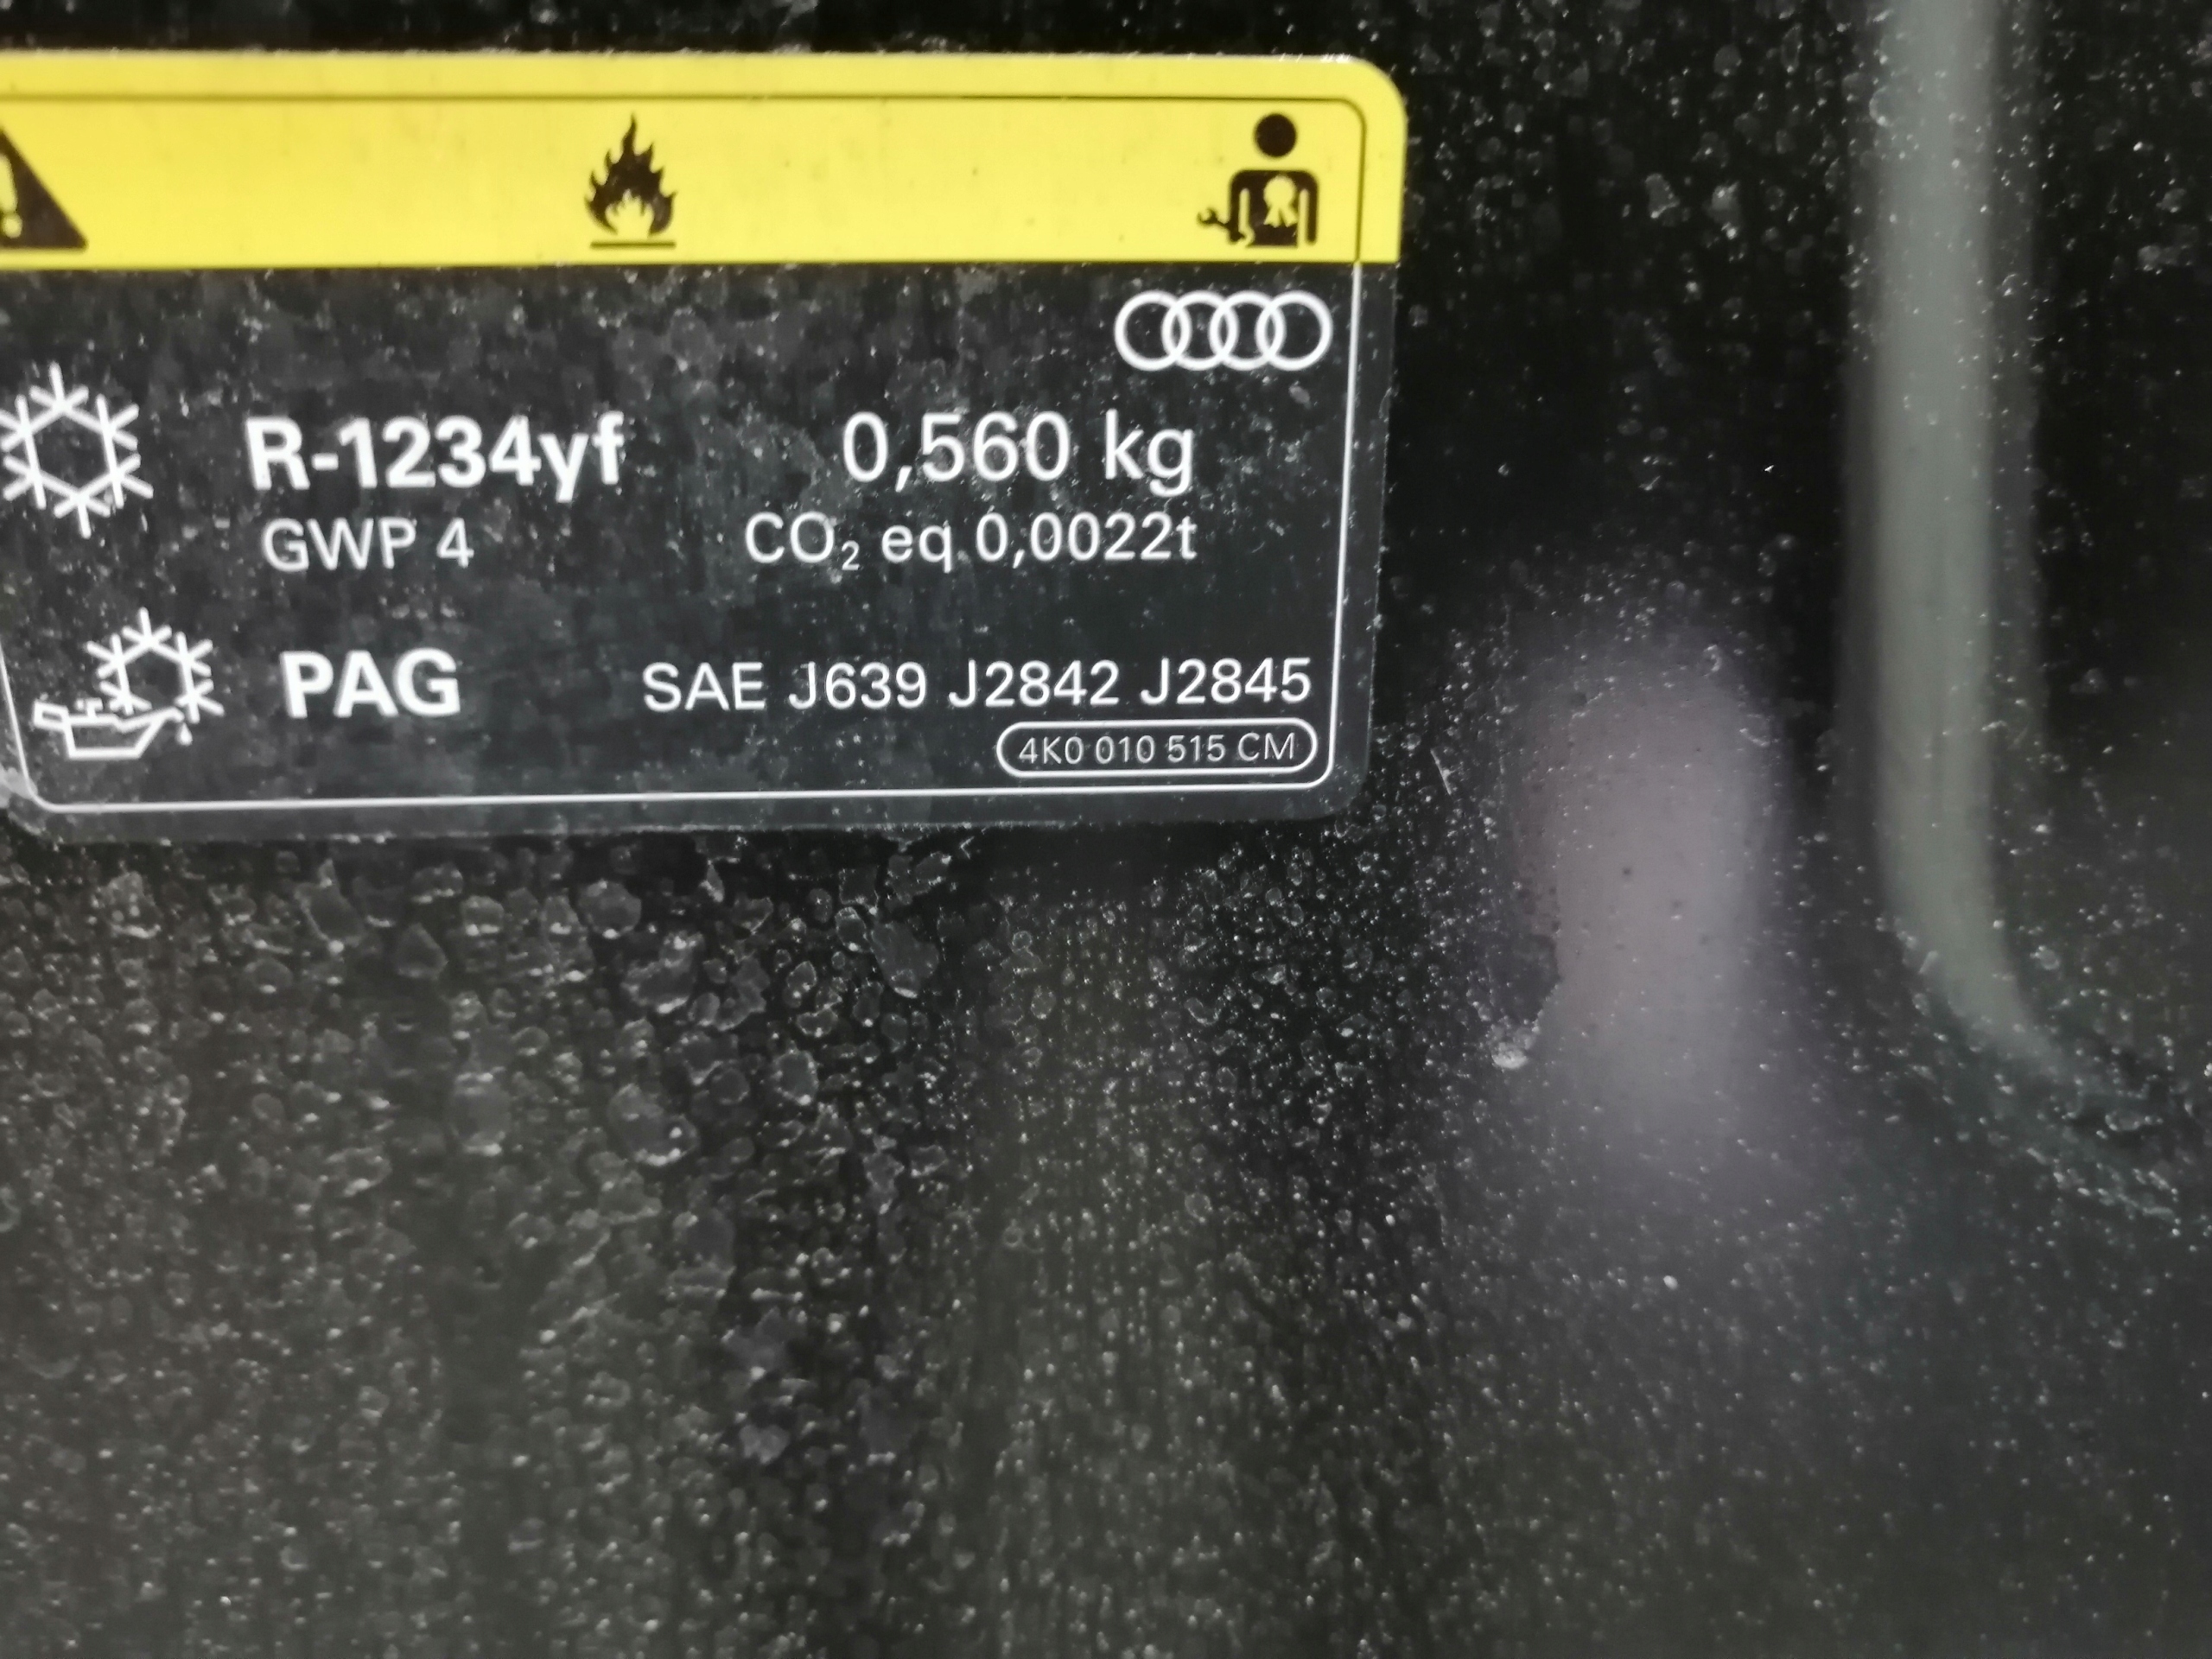 R-1234yf 0,560 kg
GWP 4 CO₂ eq 0,0022t
PAG SAE J639 J2842 J2845
4K0 010 515 CM